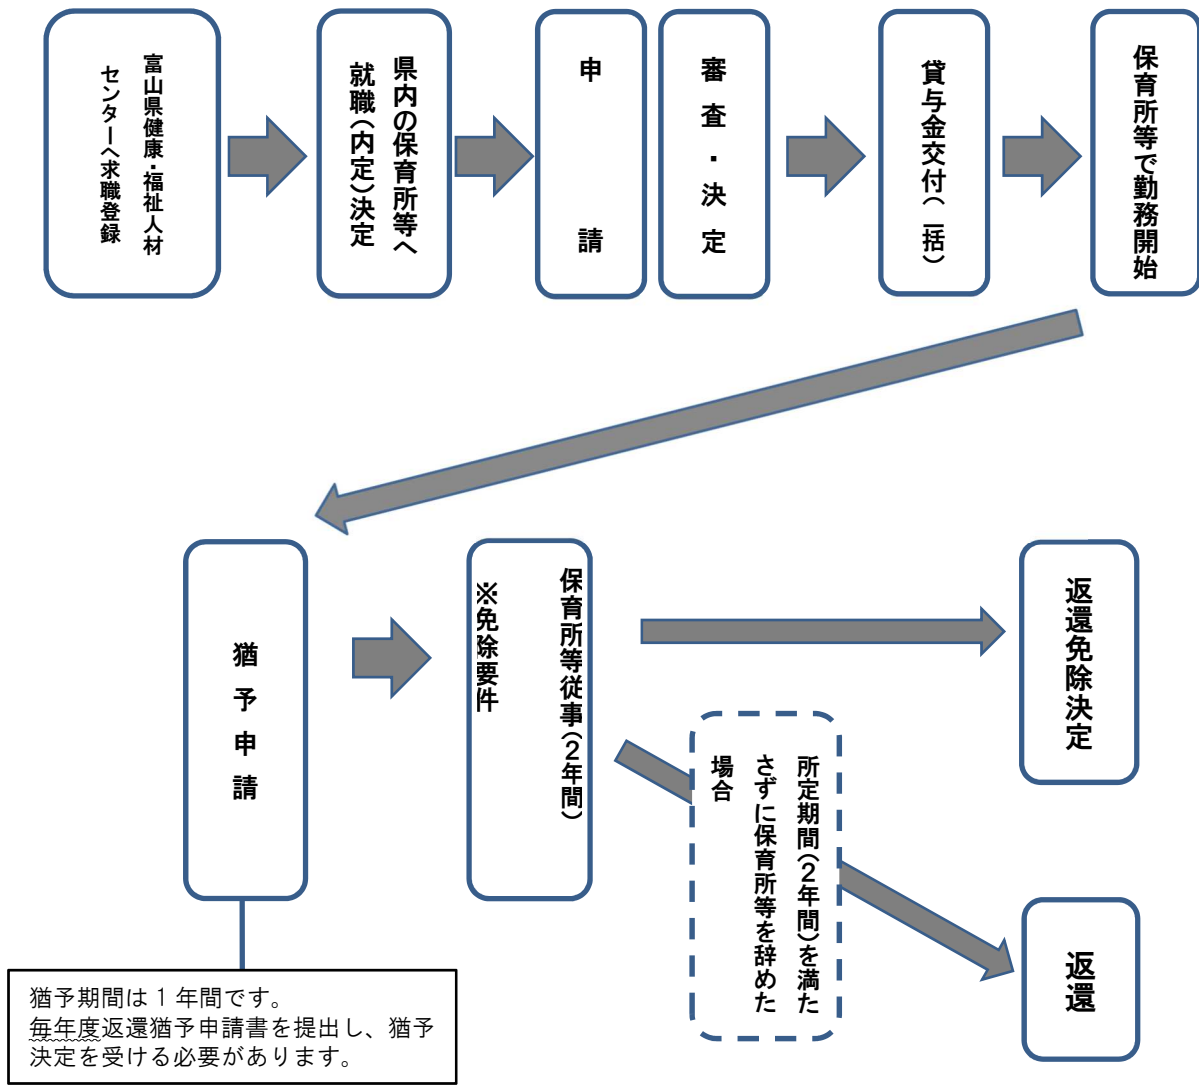 富山県健康・福祉人材
センターへ求職登録
県内の保育所等へ
就職(内定)決定
申請
審査・決定
貸与金交付(一括)
保育所等で勤務開始
猶予申請
保育所等従事(2年間)
※免除要件
返還免除決定
所定期間(2年間)を満た
さずに保育所等を辞めた
場合
返還
猶予期間は1年間です。
毎年度返還猶予申請書を提出し、猶予
決定を受ける必要があります。